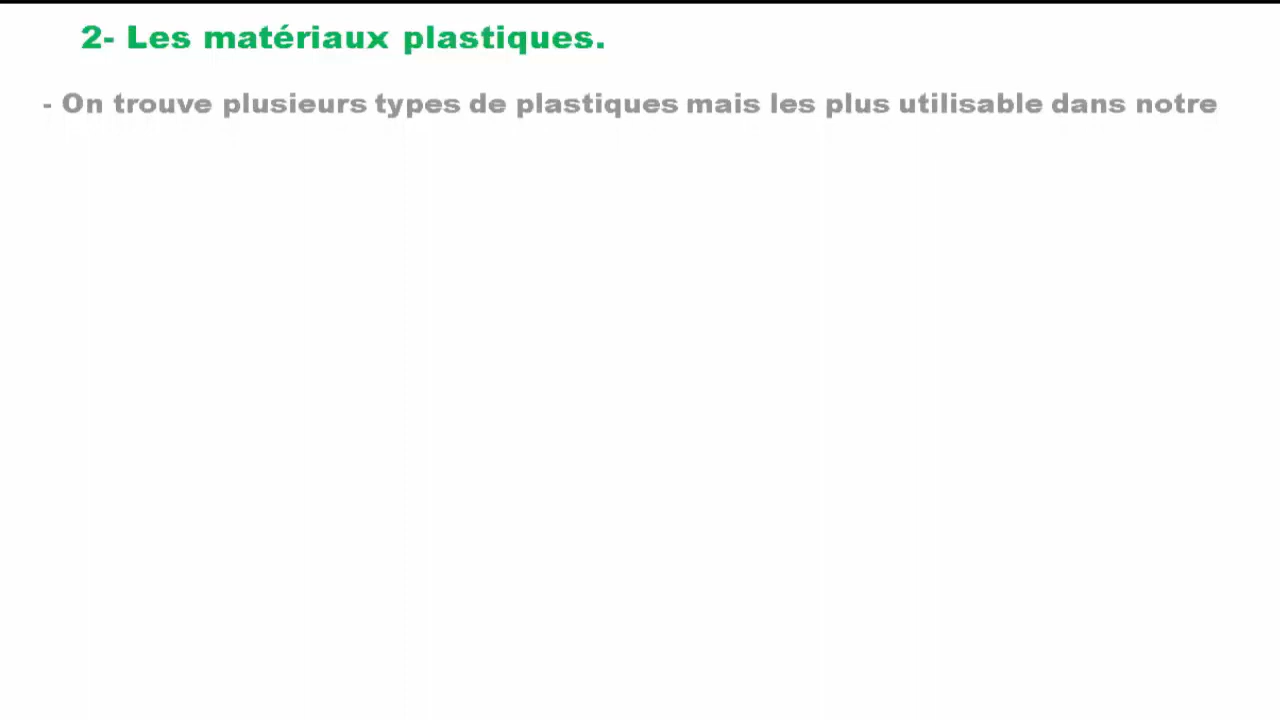 2- Les matériaux plastiques.
- On trouve plusieurs types de plastiques mais les plus utilisable dans notre